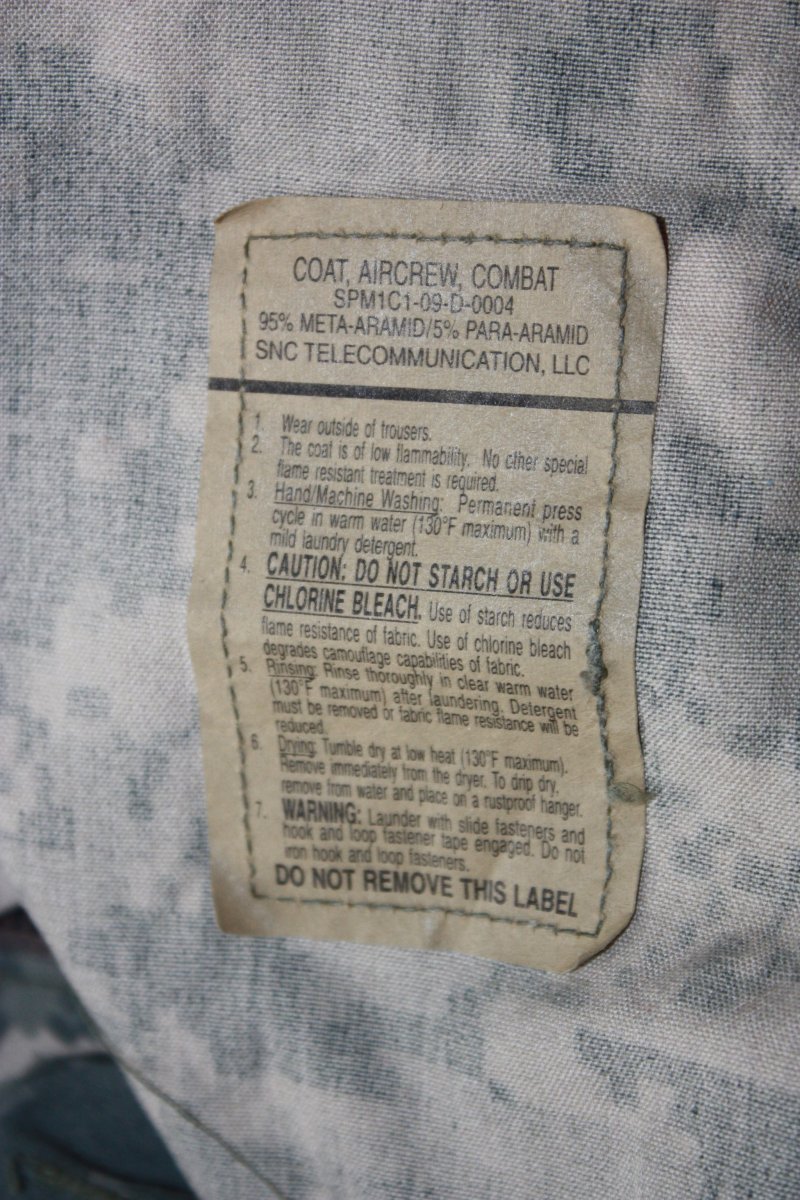 COAT, AIRCREW, COMBAT
SPM1C1-09-D-0004
95% META-ARAMID/5% PARA-ARAMID
SNC TELECOMMUNICATION, LLC
1. Wear outside of trousers.
2. The coat is of low flammability. No other special
flame resistant treatment is required.
3. Hand/Machine Washing: Permanent press
cycle in warm water (130°F maximum) with a
mild laundry detergent.
4. CAUTION: DO NOT STARCH OR USE
CHLORINE BLEACH. Use of starch reduces
flame resistance of fabric. Use of chlorine bleach
degrades camouflage capabilities of fabric.
5. Rinsing: Rinse thoroughly in clear warm water
(130°F maximum) after laundering. Detergent
must be removed or fabric flame resistance will be
reduced.
6. Drying: Tumble dry at low heat (130°F maximum).
Remove immediately from the dryer. To drip dry,
remove from water and place on a rustproof hanger.
7. WARNING: Launder with slide fasteners and
hook and loop fastener tape engaged. Do not
iron hook and loop fasteners.
DO NOT REMOVE THIS LABEL